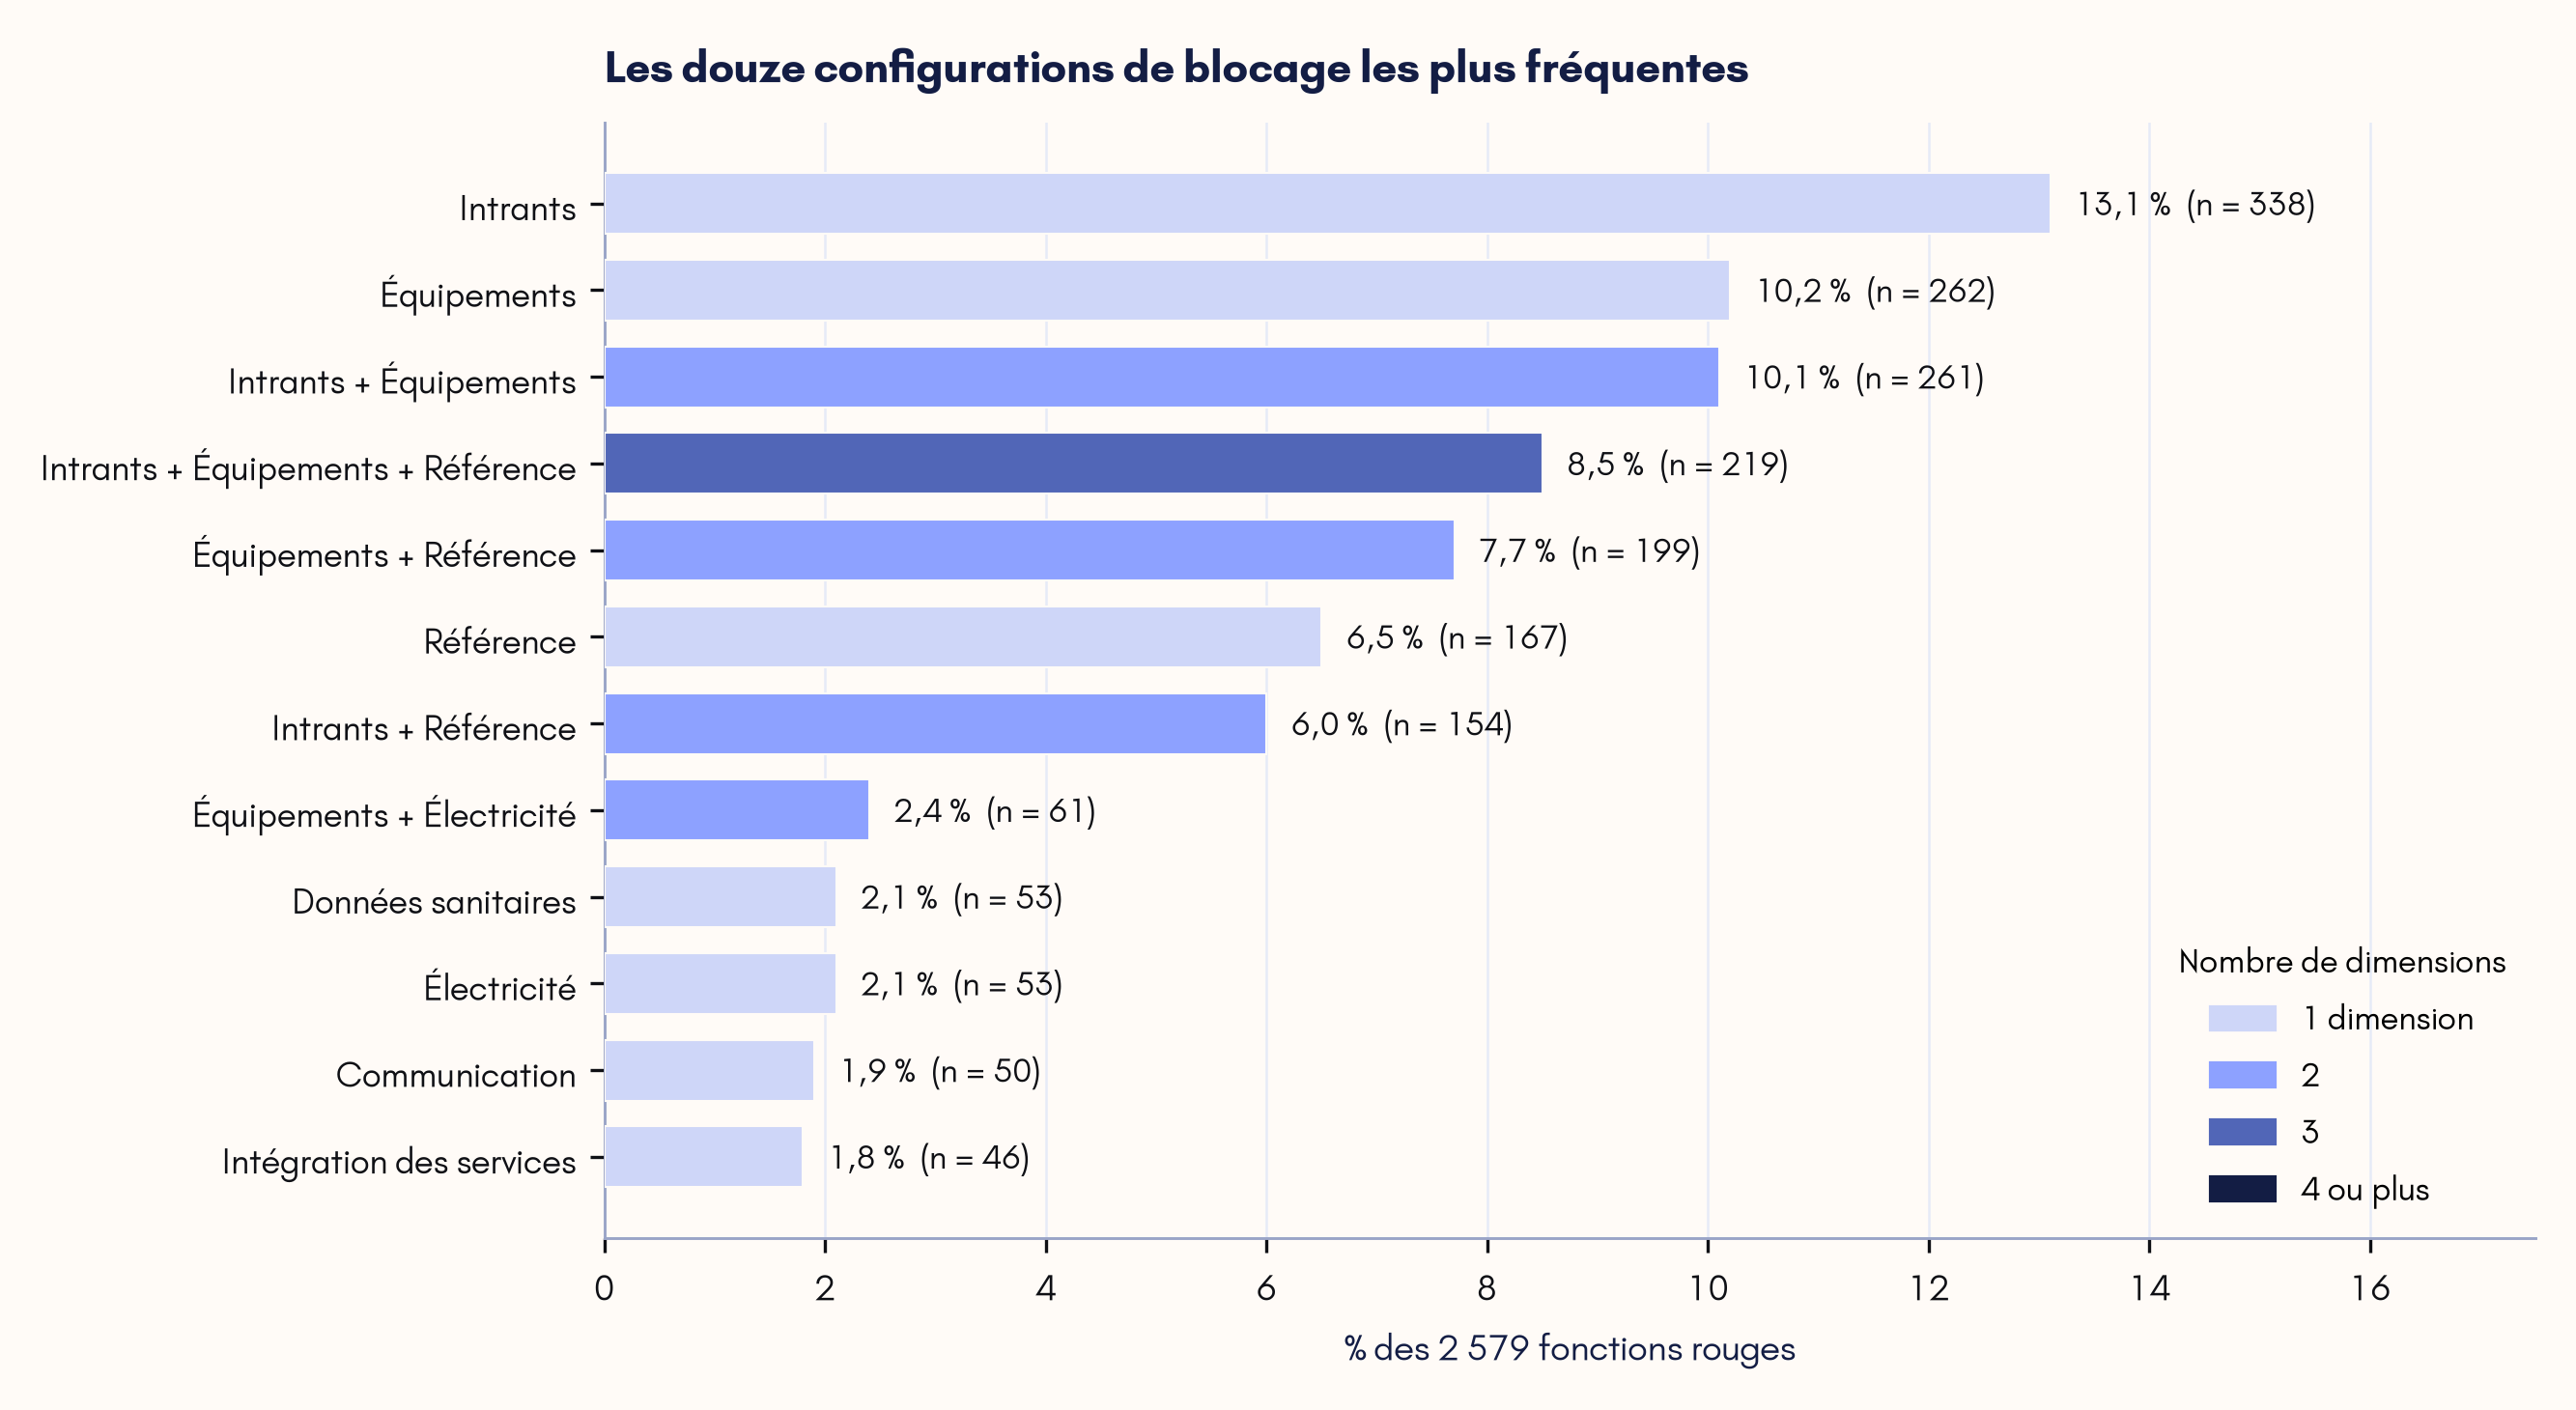 Les douze configurations de blocage les plus fréquentes
Intrants 13,1 % (n = 338)
Équipements 10,2 % (n = 262)
Intrants + Équipements 10,1 % (n = 261)
Intrants + Équipements + Référence 8,5 % (n = 219)
Équipements + Référence 7,7 % (n = 199)
Référence 6,5 % (n = 167)
Intrants + Référence 6,0 % (n = 154)
Équipements + Électricité 2,4 % (n = 61)
Données sanitaires 2,1 % (n = 53)
Électricité 2,1 % (n = 53)
Communication 1,9 % (n = 50)
Intégration des services 1,8 % (n = 46)
Nombre de dimensions
1 dimension
2
3
4 ou plus
0 2 4 6 8 10 12 14 16
% des 2 579 fonctions rouges